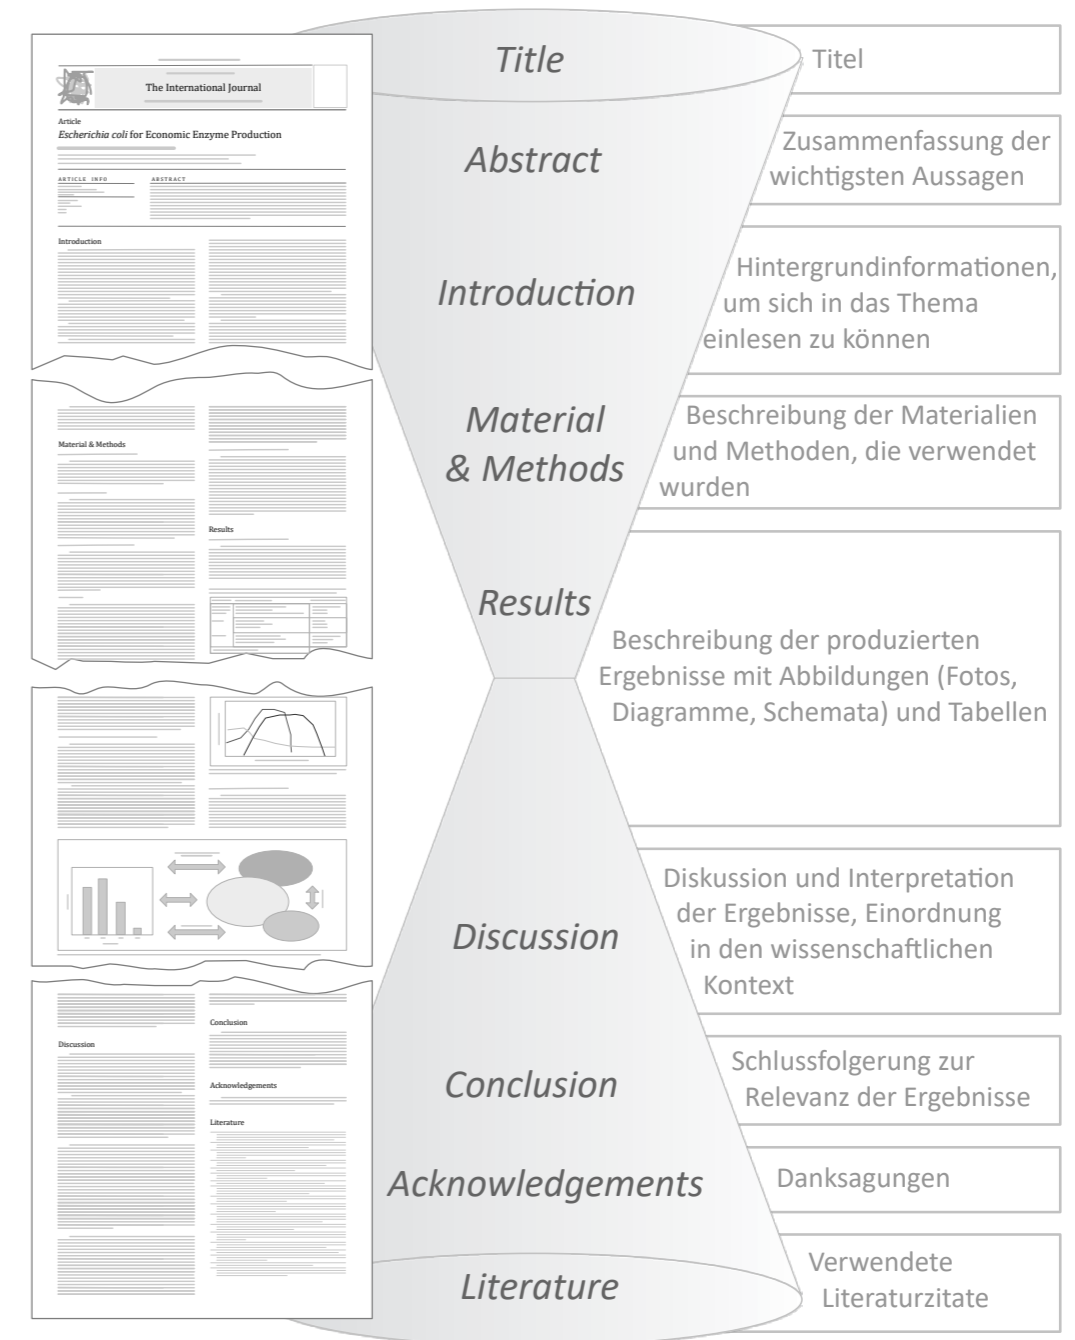 The International Journal
Article
Escherichia coli for Economic Enzyme Production
ARTICLE INFO
ABSTRACT
Introduction
Material & Methods
Results
Discussion
Conclusion
Acknowledgements
Literature
Title
Titel
Abstract
Zusammenfassung der
wichtigsten Aussagen
Introduction
Hintergrundinformationen,
um sich in das Thema
einlesen zu können
Material
& Methods
Beschreibung der Materialien
und Methoden, die verwendet
wurden
Results
Beschreibung der produzierten
Ergebnisse mit Abbildungen (Fotos,
Diagramme, Schemata) und Tabellen
Discussion
Diskussion und Interpretation
der Ergebnisse, Einordnung
in den wissenschaftlichen
Kontext
Conclusion
Schlussfolgerung zur
Relevanz der Ergebnisse
Acknowledgements
Danksagungen
Literature
Verwendete
Literaturzitate